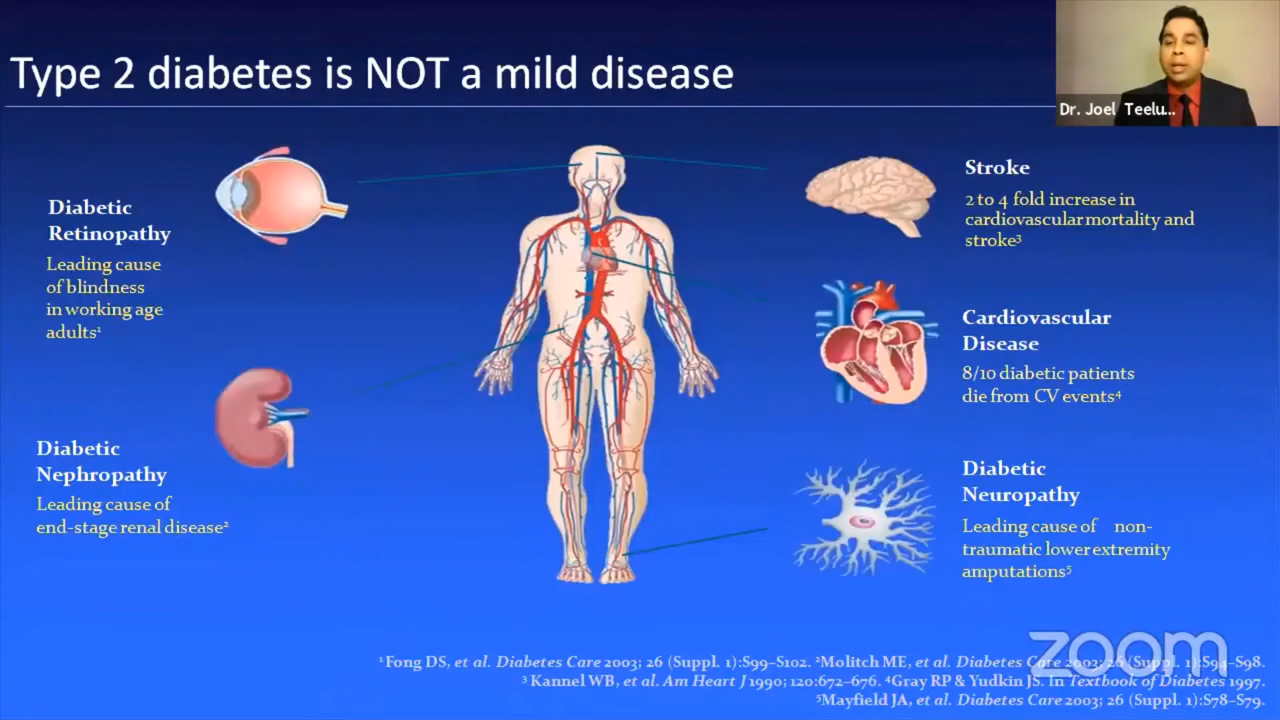 Type 2 diabetes is NOT a mild disease
Dr. Joel Teelu...
Diabetic
Retinopathy
Leading cause
of blindness
in working age
adults¹
Diabetic
Nephropathy
Leading cause of
end-stage renal disease²
Stroke
2 to 4 fold increase in
cardiovascular mortality and
stroke³
Cardiovascular
Disease
8/10 diabetic patients
die from CV events⁴
Diabetic
Neuropathy
Leading cause of non-
traumatic lower extremity
amputations⁵
zoom
¹Fong DS, et al. Diabetes Care 2003; 26 (Suppl. 1):S99–S102. ²Molitch ME, et al. Diabetes Care 2003; 26 (Suppl. 1):S94–S98.
³ Kannel WB, et al. Am Heart J 1990; 120:672–676. ⁴Gray RP & Yudkin JS. In Textbook of Diabetes 1997.
⁵Mayfield JA, et al. Diabetes Care 2003; 26 (Suppl. 1):S78–S79.